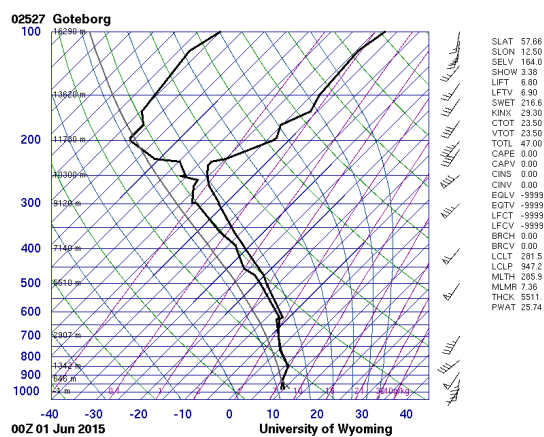 02527 Goteborg
100
16290 m
13620 m
200
11780 m
10300 m
300
9120 m
400
7140 m
500
5510 m
600
700
2907 m
800
900
1342 m
1000
646 m
-40 -30 -20 -10 0 10 20 30 40
00Z 01 Jun 2015
University of Wyoming
SLAT 57.66
SLON 12.50
SELV 164.0
SHOW 3.38
LIFT 6.80
LFTV 6.90
SWET 216.6
KINX 29.30
CTOT 23.50
VTOT 23.50
TOTL 47.00
CAPE 0.00
CAPV 0.00
CINS 0.00
CINV 0.00
EQLV -9999
EQTV -9999
LFCT -9999
LFCV -9999
BRCH 0.00
BRCV 0.00
LCLT 281.5
LCLP 947.2
MLTH 285.9
MLMR 7.36
THCK 5511.
PWAT 25.74